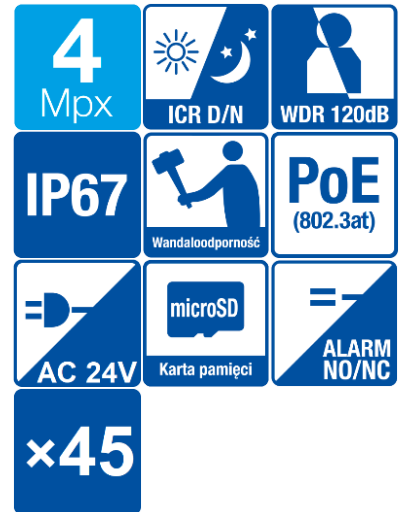 4
Mpx
ICR D/N
WDR 120dB
IP67
Wandaloodporność
PoE
(802.3at)
AC 24V
microSD
Karta pamięci
ALARM
NO/NC
×45